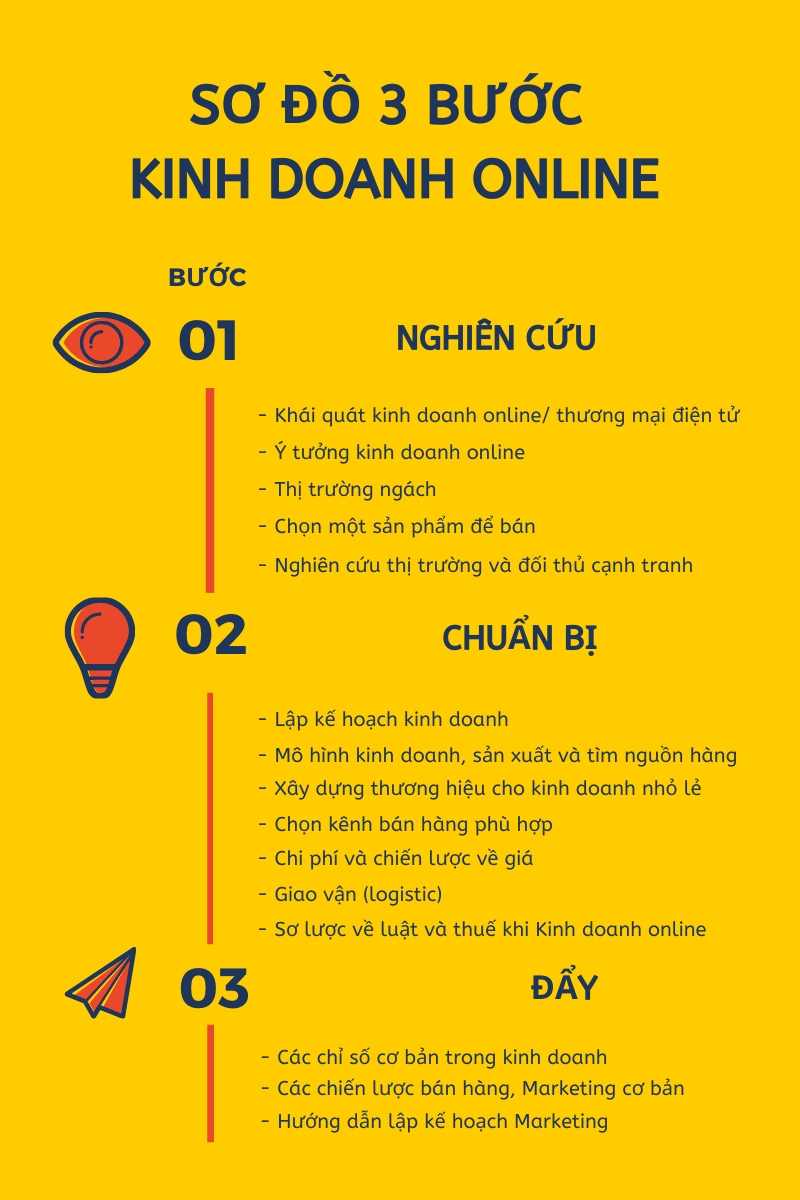 SƠ ĐỒ 3 BƯỚC
KINH DOANH ONLINE
BƯỚC
01
NGHIÊN CỨU
- Khái quát kinh doanh online/ thương mại điện tử
- Ý tưởng kinh doanh online
- Thị trường ngách
- Chọn một sản phẩm để bán
- Nghiên cứu thị trường và đối thủ cạnh tranh
02
CHUẨN BỊ
- Lập kế hoạch kinh doanh
- Mô hình kinh doanh, sản xuất và tìm nguồn hàng
- Xây dựng thương hiệu cho kinh doanh nhỏ lẻ
- Chọn kênh bán hàng phù hợp
- Chi phí và chiến lược về giá
- Giao vận (logistic)
- Sơ lược về luật và thuế khi Kinh doanh online
03
ĐẨY
- Các chỉ số cơ bản trong kinh doanh
- Các chiến lược bán hàng, Marketing cơ bản
- Hướng dẫn lập kế hoạch Marketing